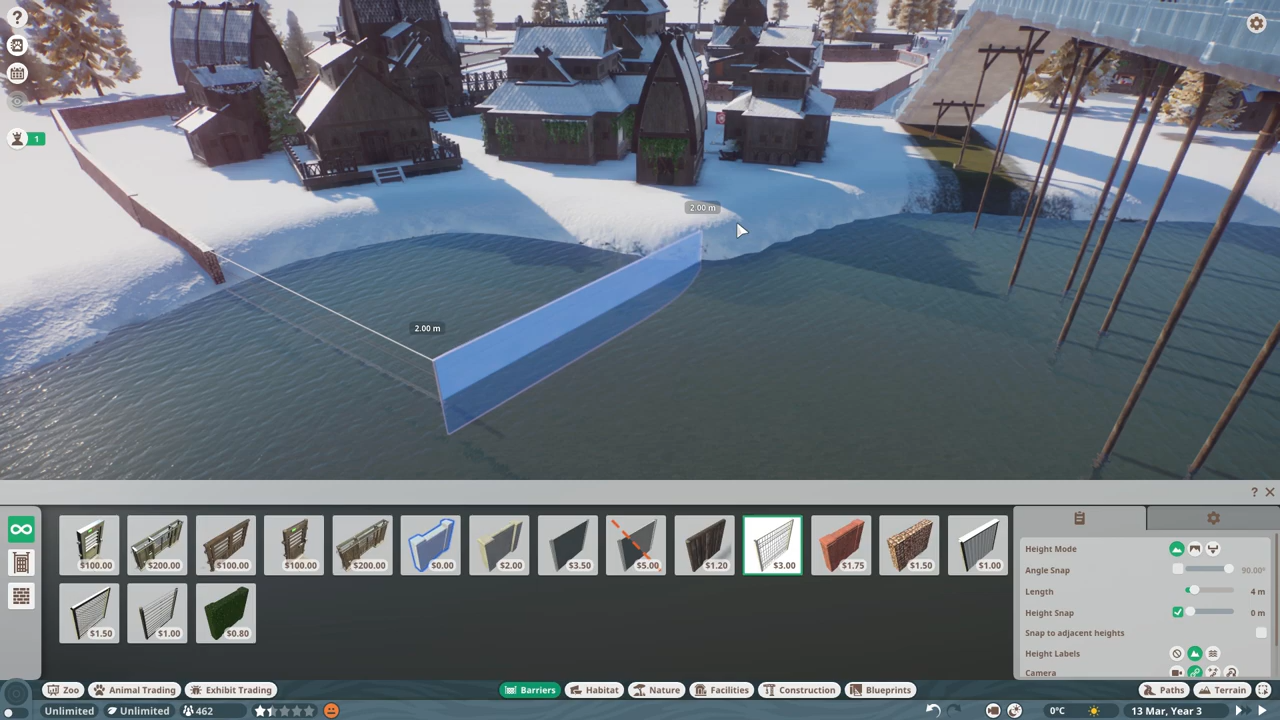 ?
1
2.00 m
2.00 m
?
$100.00
$200.00
$100.00
$100.00
$200.00
$0.00
$2.00
$3.50
$5.00
$1.20
$3.00
$1.75
$1.50
$1.00
$1.50
$1.00
$0.80
Height Mode
Angle Snap 90.00°
Length 4 m
Height Snap 0 m
Snap to adjacent heights
Height Labels
Camera
Zoo
Animal Trading
Exhibit Trading
Barriers
Habitat
Nature
Facilities
Construction
Blueprints
Paths
Terrain
Unlimited
Unlimited
462
0°C
13 Mar, Year 3